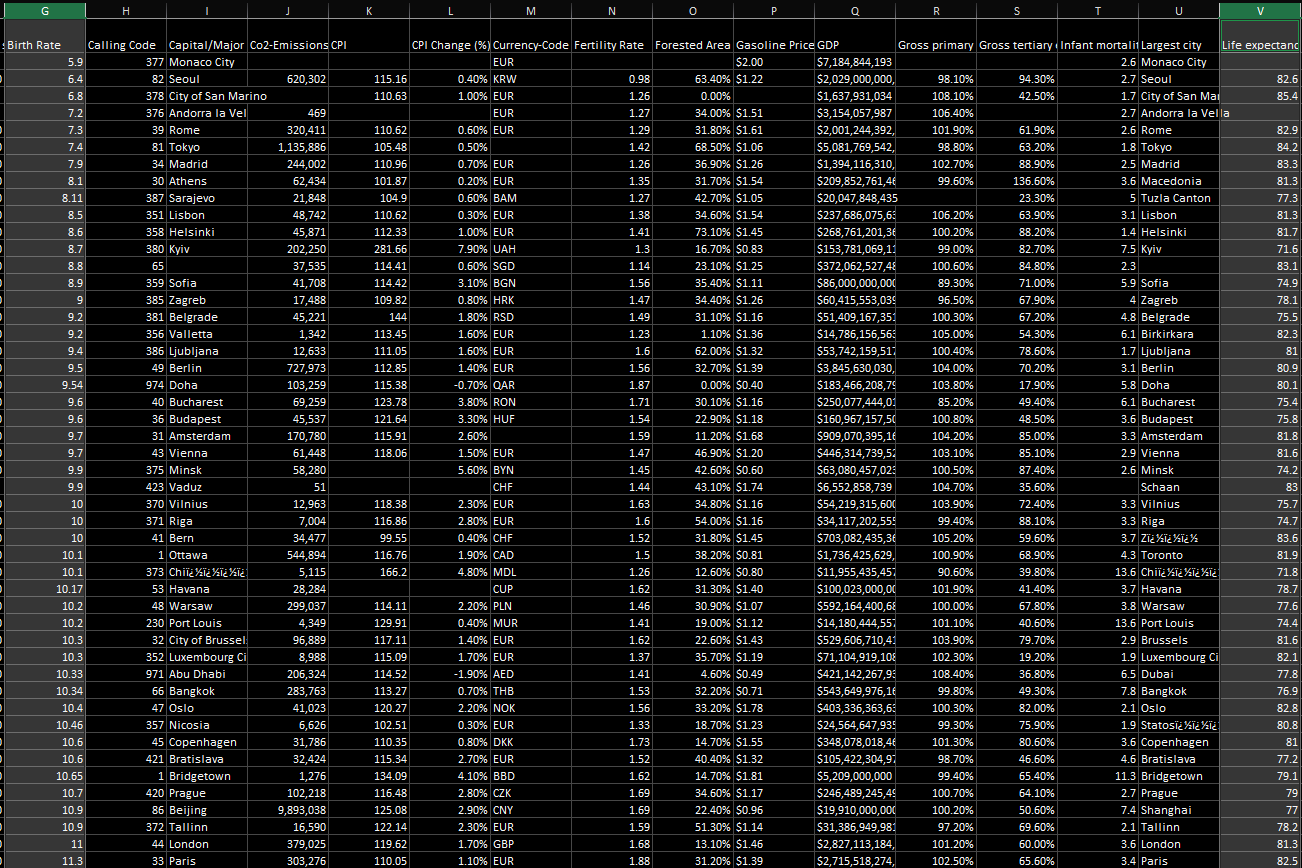 G H I J K L M N O P Q R S T U V
Birth Rate Calling Code Capital/Major Co2-Emissions CPI CPI Change (%) Currency-Code Fertility Rate Forested Area Gasoline Price GDP Gross primary Gross tertiary Infant mortalit Largest city Life expectanc
5.9 377 Monaco City EUR $2.00 $7,184,844,193 2.6 Monaco City
6.4 82 Seoul 620,302 115.16 0.40% KRW 0.98 63.40% $1.22 $2,029,000,000, 98.10% 94.30% 2.7 Seoul 82.6
6.8 378 City of San Marino 110.63 1.00% EUR 1.26 0.00% $1,637,931,034 108.10% 42.50% 1.7 City of San Mar 85.4
7.2 376 Andorra la Vel 469 EUR 1.27 34.00% $1.51 $3,154,057,987 106.40% 2.7 Andorra la Vella
7.3 39 Rome 320,411 110.62 0.60% EUR 1.29 31.80% $1.61 $2,001,244,392, 101.90% 61.90% 2.6 Rome 82.9
7.4 81 Tokyo 1,135,886 105.48 0.50% 1.42 68.50% $1.06 $5,081,769,542, 98.80% 63.20% 1.8 Tokyo 84.2
7.9 34 Madrid 244,002 110.96 0.70% EUR 1.26 36.90% $1.26 $1,394,116,310, 102.70% 88.90% 2.5 Madrid 83.3
8.1 30 Athens 62,434 101.87 0.20% EUR 1.35 31.70% $1.54 $209,852,761,46 99.60% 136.60% 3.6 Macedonia 81.3
8.11 387 Sarajevo 21,848 104.9 0.60% BAM 1.27 42.70% $1.05 $20,047,848,435 23.30% 5 Tuzla Canton 77.3
8.5 351 Lisbon 48,742 110.62 0.30% EUR 1.38 34.60% $1.54 $237,686,075,63 106.20% 63.90% 3.1 Lisbon 81.3
8.6 358 Helsinki 45,871 112.33 1.00% EUR 1.41 73.10% $1.45 $268,761,201,36 100.20% 88.20% 1.4 Helsinki 81.7
8.7 380 Kyiv 202,250 281.66 7.90% UAH 1.3 16.70% $0.83 $153,781,069,11 99.00% 82.70% 7.5 Kyiv 71.6
8.8 65 37,535 114.41 0.60% SGD 1.14 23.10% $1.25 $372,062,527,48 100.60% 84.80% 2.3 83.1
8.9 359 Sofia 41,708 114.42 3.10% BGN 1.56 35.40% $1.11 $86,000,000,000 89.30% 71.00% 5.9 Sofia 74.9
9 385 Zagreb 17,488 109.82 0.80% HRK 1.47 34.40% $1.26 $60,415,553,039 96.50% 67.90% 4 Zagreb 78.1
9.2 381 Belgrade 45,221 144 1.80% RSD 1.49 31.10% $1.16 $51,409,167,351 100.30% 67.20% 4.8 Belgrade 75.5
9.2 356 Valletta 1,342 113.45 1.60% EUR 1.23 1.10% $1.36 $14,786,156,563 105.00% 54.30% 6.1 Birkirkara 82.3
9.4 386 Ljubljana 12,633 111.05 1.60% EUR 1.6 62.00% $1.32 $53,742,159,517 100.40% 78.60% 1.7 Ljubljana 81
9.5 49 Berlin 727,973 112.85 1.40% EUR 1.56 32.70% $1.39 $3,845,630,030, 104.00% 70.20% 3.1 Berlin 80.9
9.54 974 Doha 103,259 115.38 -0.70% QAR 1.87 0.00% $0.40 $183,466,208,79 103.80% 17.90% 5.8 Doha 80.1
9.6 40 Bucharest 69,259 123.78 3.80% RON 1.71 30.10% $1.16 $250,077,444,01 85.20% 49.40% 6.1 Bucharest 75.4
9.6 36 Budapest 45,537 121.64 3.30% HUF 1.54 22.90% $1.18 $160,967,157,50 100.80% 48.50% 3.6 Budapest 75.8
9.7 31 Amsterdam 170,780 115.91 2.60% 1.59 11.20% $1.68 $909,070,395,16 104.20% 85.00% 3.3 Amsterdam 81.8
9.7 43 Vienna 61,448 118.06 1.50% EUR 1.47 46.90% $1.20 $446,314,739,52 103.10% 85.10% 2.9 Vienna 81.6
9.9 375 Minsk 58,280 5.60% BYN 1.45 42.60% $0.60 $63,080,457,023 100.50% 87.40% 2.6 Minsk 74.2
9.9 423 Vaduz 51 CHF 1.44 43.10% $1.74 $6,552,858,739 104.70% 35.60% Schaan 83
10 370 Vilnius 12,963 118.38 2.30% EUR 1.63 34.80% $1.16 $54,219,315,600 103.90% 72.40% 3.3 Vilnius 75.7
10 371 Riga 7,004 116.86 2.80% EUR 1.6 54.00% $1.16 $34,117,202,555 99.40% 88.10% 3.3 Riga 74.7
10 41 Bern 34,477 99.55 0.40% CHF 1.52 31.80% $1.45 $703,082,435,36 105.20% 59.60% 3.7 Zï¿½ï¿½ï¿½ 83.6
10.1 1 Ottawa 544,894 116.76 1.90% CAD 1.5 38.20% $0.81 $1,736,425,629, 100.90% 68.90% 4.3 Toronto 81.9
10.1 373 Chiï¿½ï¿½ï¿½ï¿ 5,115 166.2 4.80% MDL 1.26 12.60% $0.80 $11,955,435,457 90.60% 39.80% 13.6 Chiï¿½ï¿½ï¿½ï¿ 71.8
10.17 53 Havana 28,284 CUP 1.62 31.30% $1.40 $100,023,000,00 101.90% 41.40% 3.7 Havana 78.7
10.2 48 Warsaw 299,037 114.11 2.20% PLN 1.46 30.90% $1.07 $592,164,400,68 100.00% 67.80% 3.8 Warsaw 77.6
10.2 230 Port Louis 4,349 129.91 0.40% MUR 1.41 19.00% $1.12 $14,180,444,557 101.10% 40.60% 13.6 Port Louis 74.4
10.3 32 City of Brussel 96,889 117.11 1.40% EUR 1.62 22.60% $1.43 $529,606,710,41 103.90% 79.70% 2.9 Brussels 81.6
10.3 352 Luxembourg Ci 8,988 115.09 1.70% EUR 1.37 35.70% $1.19 $71,104,919,108 102.30% 19.20% 1.9 Luxembourg Ci 82.1
10.33 971 Abu Dhabi 206,324 114.52 -1.90% AED 1.41 4.60% $0.49 $421,142,267,93 108.40% 36.80% 6.5 Dubai 77.8
10.34 66 Bangkok 283,763 113.27 0.70% THB 1.53 32.20% $0.71 $543,649,976,16 99.80% 49.30% 7.8 Bangkok 76.9
10.4 47 Oslo 41,023 120.27 2.20% NOK 1.56 33.20% $1.78 $403,336,363,63 100.30% 82.00% 2.1 Oslo 82.8
10.46 357 Nicosia 6,626 102.51 0.30% EUR 1.33 18.70% $1.23 $24,564,647,935 99.30% 75.90% 1.9 Statosï¿½ï¿½ï¿ 80.8
10.6 45 Copenhagen 31,786 110.35 0.80% DKK 1.73 14.70% $1.55 $348,078,018,46 101.30% 80.60% 3.6 Copenhagen 81
10.6 421 Bratislava 32,424 115.34 2.70% EUR 1.52 40.40% $1.32 $105,422,304,97 98.70% 46.60% 4.6 Bratislava 77.2
10.65 1 Bridgetown 1,276 134.09 4.10% BBD 1.62 14.70% $1.81 $5,209,000,000 99.40% 65.40% 11.3 Bridgetown 79.1
10.7 420 Prague 102,218 116.48 2.80% CZK 1.69 34.60% $1.17 $246,489,245,49 100.70% 64.10% 2.7 Prague 79
10.9 86 Beijing 9,893,038 125.08 2.90% CNY 1.69 22.40% $0.96 $19,910,000,000 100.20% 50.60% 7.4 Shanghai 77
10.9 372 Tallinn 16,590 122.14 2.30% EUR 1.59 51.30% $1.14 $31,386,949,981 97.20% 69.60% 2.1 Tallinn 78.2
11 44 London 379,025 119.62 1.70% GBP 1.68 13.10% $1.46 $2,827,113,184, 101.20% 60.00% 3.6 London 81.3
11.3 33 Paris 303,276 110.05 1.10% EUR 1.88 31.20% $1.39 $2,715,518,274, 102.50% 65.60% 3.4 Paris 82.5